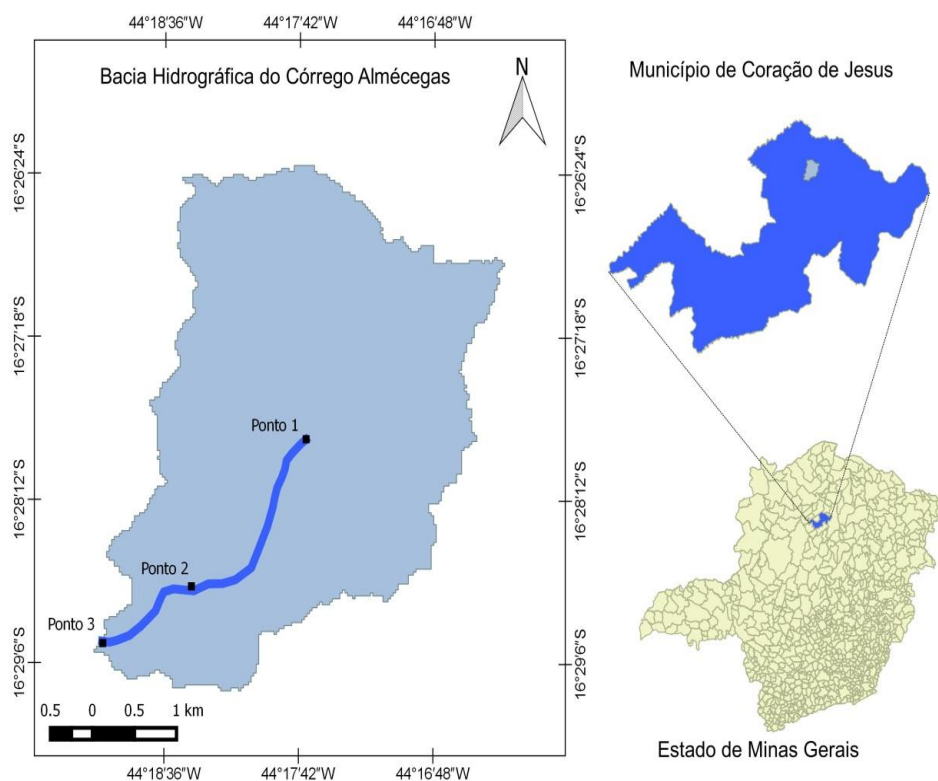 44°18'36"W 44°17'42"W 44°16'48"W
Bacia Hidrográfica do Córrego Almécegas
N
Município de Coração de Jesus
16°26'24"S
16°26'24"S
16°27'18"S
16°27'18"S
Ponto 1
16°28'12"S
16°28'12"S
Ponto 2
Ponto 3
16°29'6"S
16°29'6"S
0.5 0 0.5 1 km
Estado de Minas Gerais
44°18'36"W 44°17'42"W 44°16'48"W